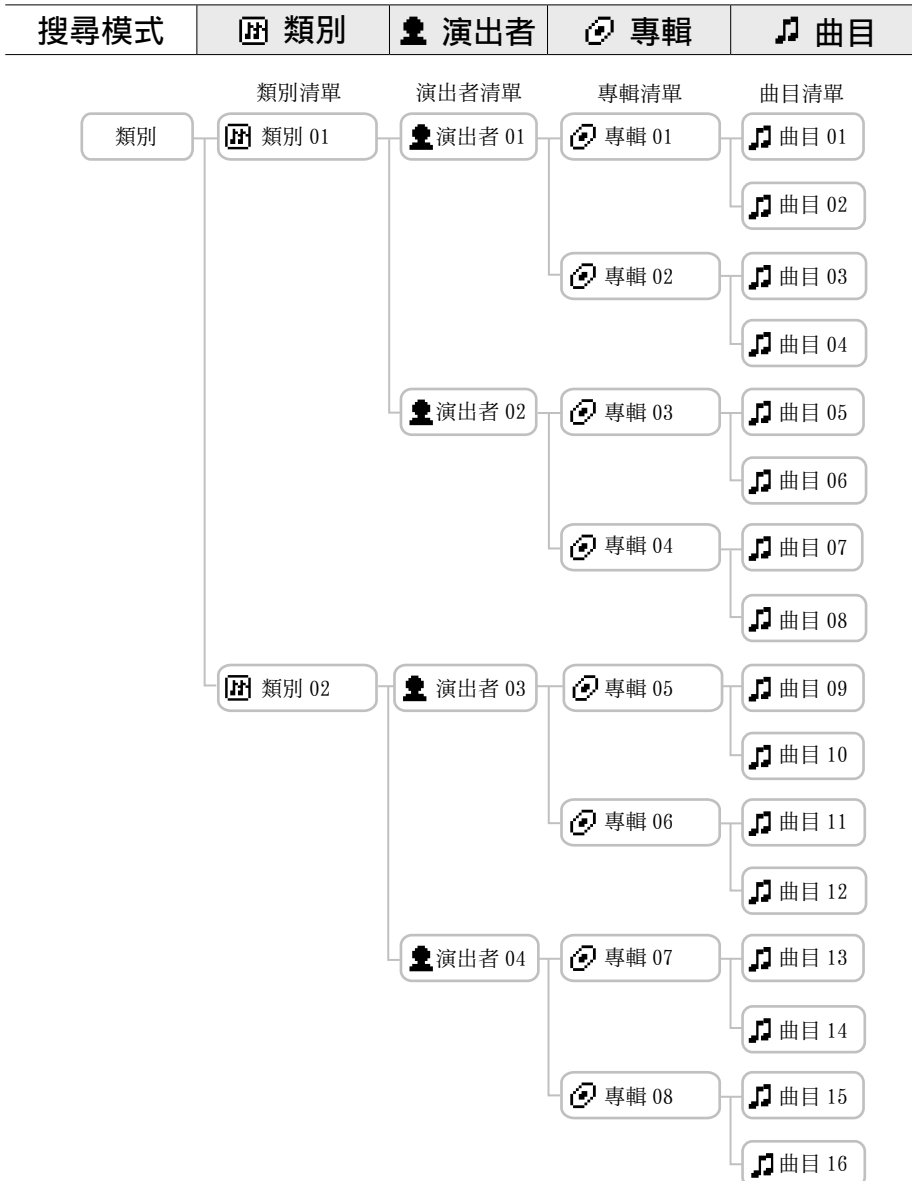 搜尋模式 類別 演出者 專輯 曲目
類別清單 演出者清單 專輯清單 曲目清單
類別 類別 01 演出者 01 專輯 01 曲目 01
曲目 02
專輯 02 曲目 03
曲目 04
演出者 02 專輯 03 曲目 05
曲目 06
專輯 04 曲目 07
曲目 08
類別 02 演出者 03 專輯 05 曲目 09
曲目 10
專輯 06 曲目 11
曲目 12
演出者 04 專輯 07 曲目 13
曲目 14
專輯 08 曲目 15
曲目 16